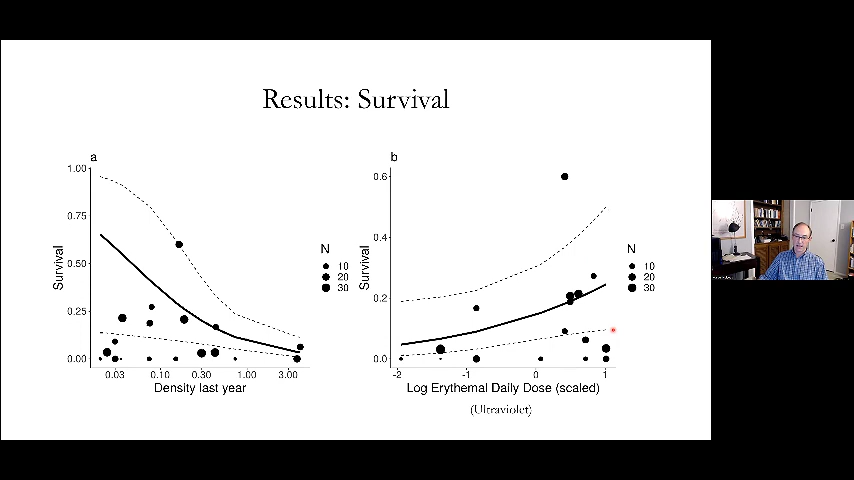 Results: Survival
a
1.00
0.75
0.50
0.25
0.00
Survival
0.03 0.10 0.30 1.00 3.00
Density last year
N
10
20
30
b
0.6
0.4
0.2
0.0
Survival
-2 -1 0 1
Log Erythemal Daily Dose (scaled)
(Ultraviolet)
N
10
20
30